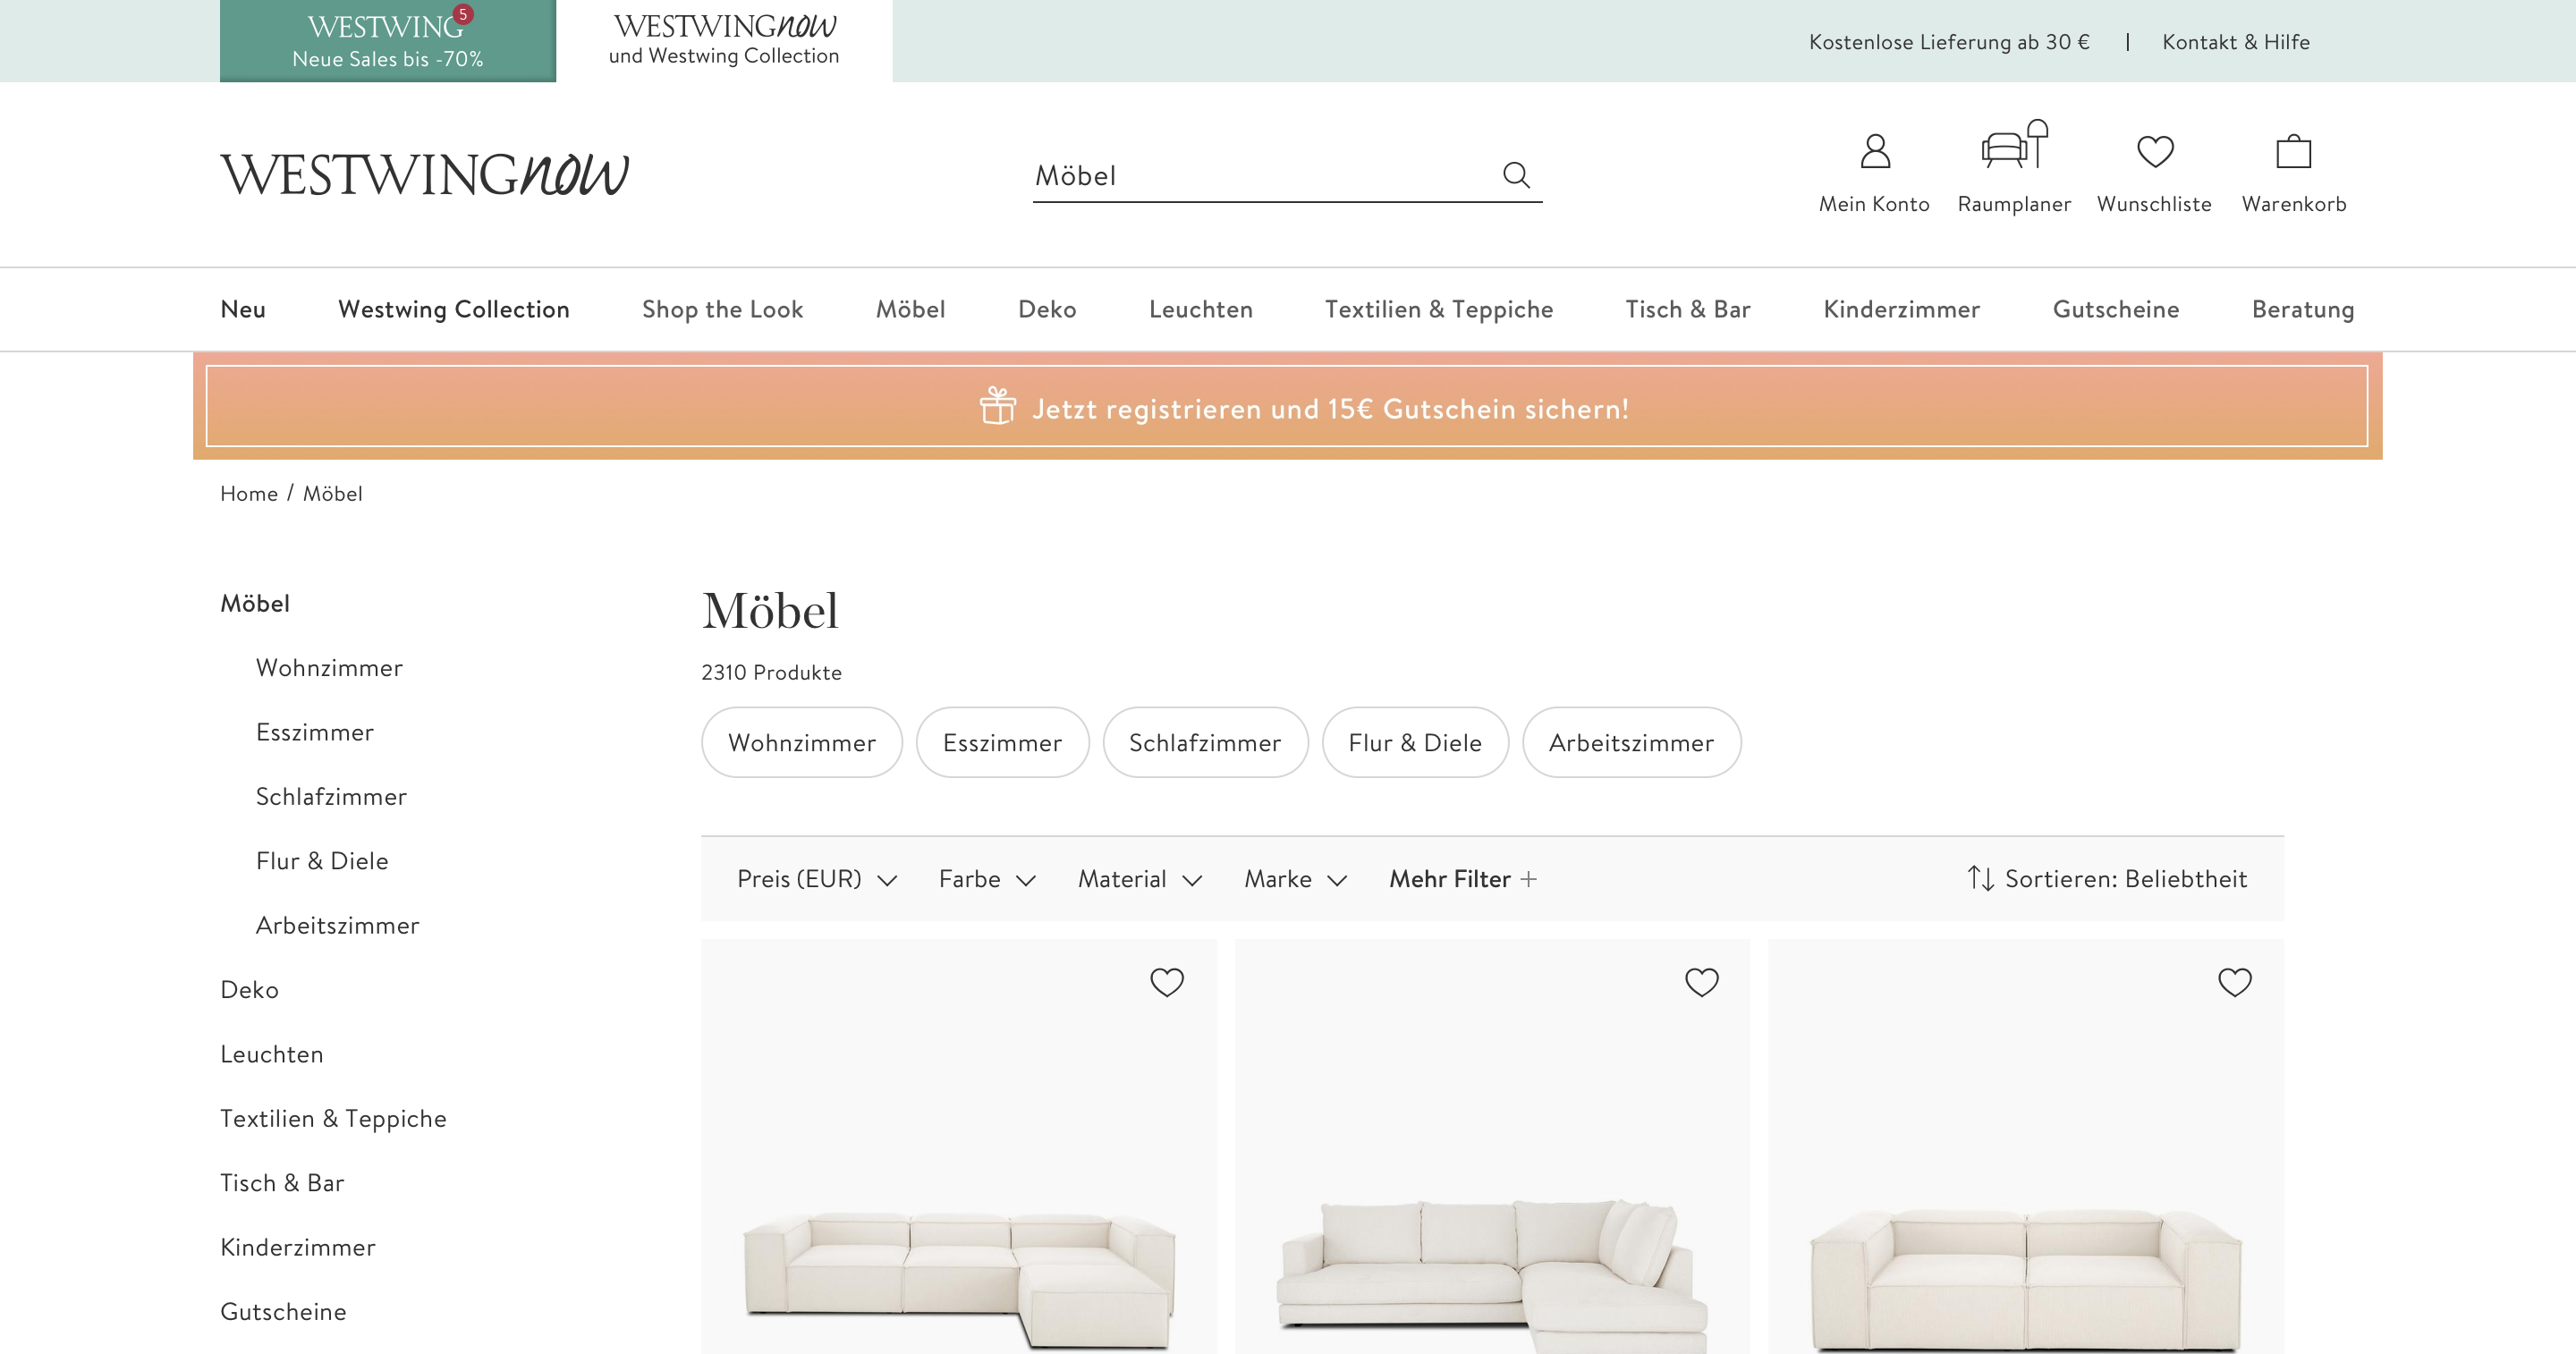 WESTWING 5
Neue Sales bis -70%
WESTWINGnow
und Westwing Collection
Kostenlose Lieferung ab 30 € | Kontakt & Hilfe
WESTWINGnow
Möbel
Mein Konto
Raumplaner
Wunschliste
Warenkorb
Neu
Westwing Collection
Shop the Look
Möbel
Deko
Leuchten
Textilien & Teppiche
Tisch & Bar
Kinderzimmer
Gutscheine
Beratung
Jetzt registrieren und 15€ Gutschein sichern!
Home / Möbel
Möbel
Wohnzimmer
Esszimmer
Schlafzimmer
Flur & Diele
Arbeitszimmer
Deko
Leuchten
Textilien & Teppiche
Tisch & Bar
Kinderzimmer
Gutscheine
Möbel
2310 Produkte
Wohnzimmer
Esszimmer
Schlafzimmer
Flur & Diele
Arbeitszimmer
Preis (EUR)
Farbe
Material
Marke
Mehr Filter +
Sortieren: Beliebtheit